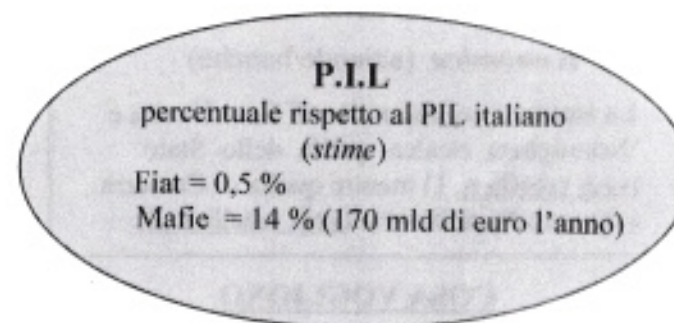 P.I.L
percentuale rispetto al PIL italiano
(stime)
Fiat = 0,5 %
Mafie = 14 % (170 mld di euro l'anno)